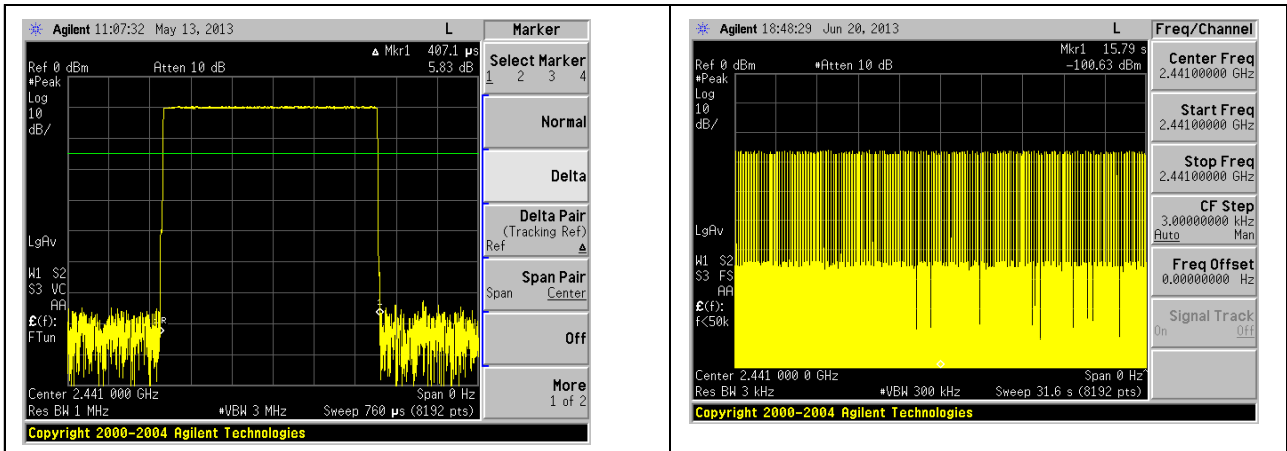 Agilent 11:07:32 May 13, 2013 L
Marker
Δ Mkr1 407.1 µs
Ref 0 dBm Atten 10 dB 5.83 dB
#Peak
Log
10
dB/
LgAv
W1 S2
S3 VC
AA
£(f):
FTun
R
1
Center 2.441 000 GHz Span 0 Hz
Res BW 1 MHz #VBW 3 MHz Sweep 760 µs (8192 pts)
Copyright 2000-2004 Agilent Technologies
Select Marker
1 2 3 4
Normal
Delta
Delta Pair
(Tracking Ref)
Ref Δ
Span Pair
Span Center
Off
More
1 of 2
Agilent 18:48:29 Jun 20, 2013 L
Freq/Channel
Mkr1 15.79 s
Ref 0 dBm #Atten 10 dB -100.63 dBm
#Peak
Log
10
dB/
LgAv
W1 S2
S3 FS
AA
£(f):
f<50k
Center 2.441 000 0 GHz Span 0 Hz^
Res BW 3 kHz #VBW 300 kHz Sweep 31.6 s (8192 pts)
Copyright 2000-2004 Agilent Technologies
Center Freq
2.44100000 GHz
Start Freq
2.44100000 GHz
Stop Freq
2.44100000 GHz
CF Step
3.00000000 kHz
Auto Man
Freq Offset
0.00000000 Hz
Signal Track
On Off